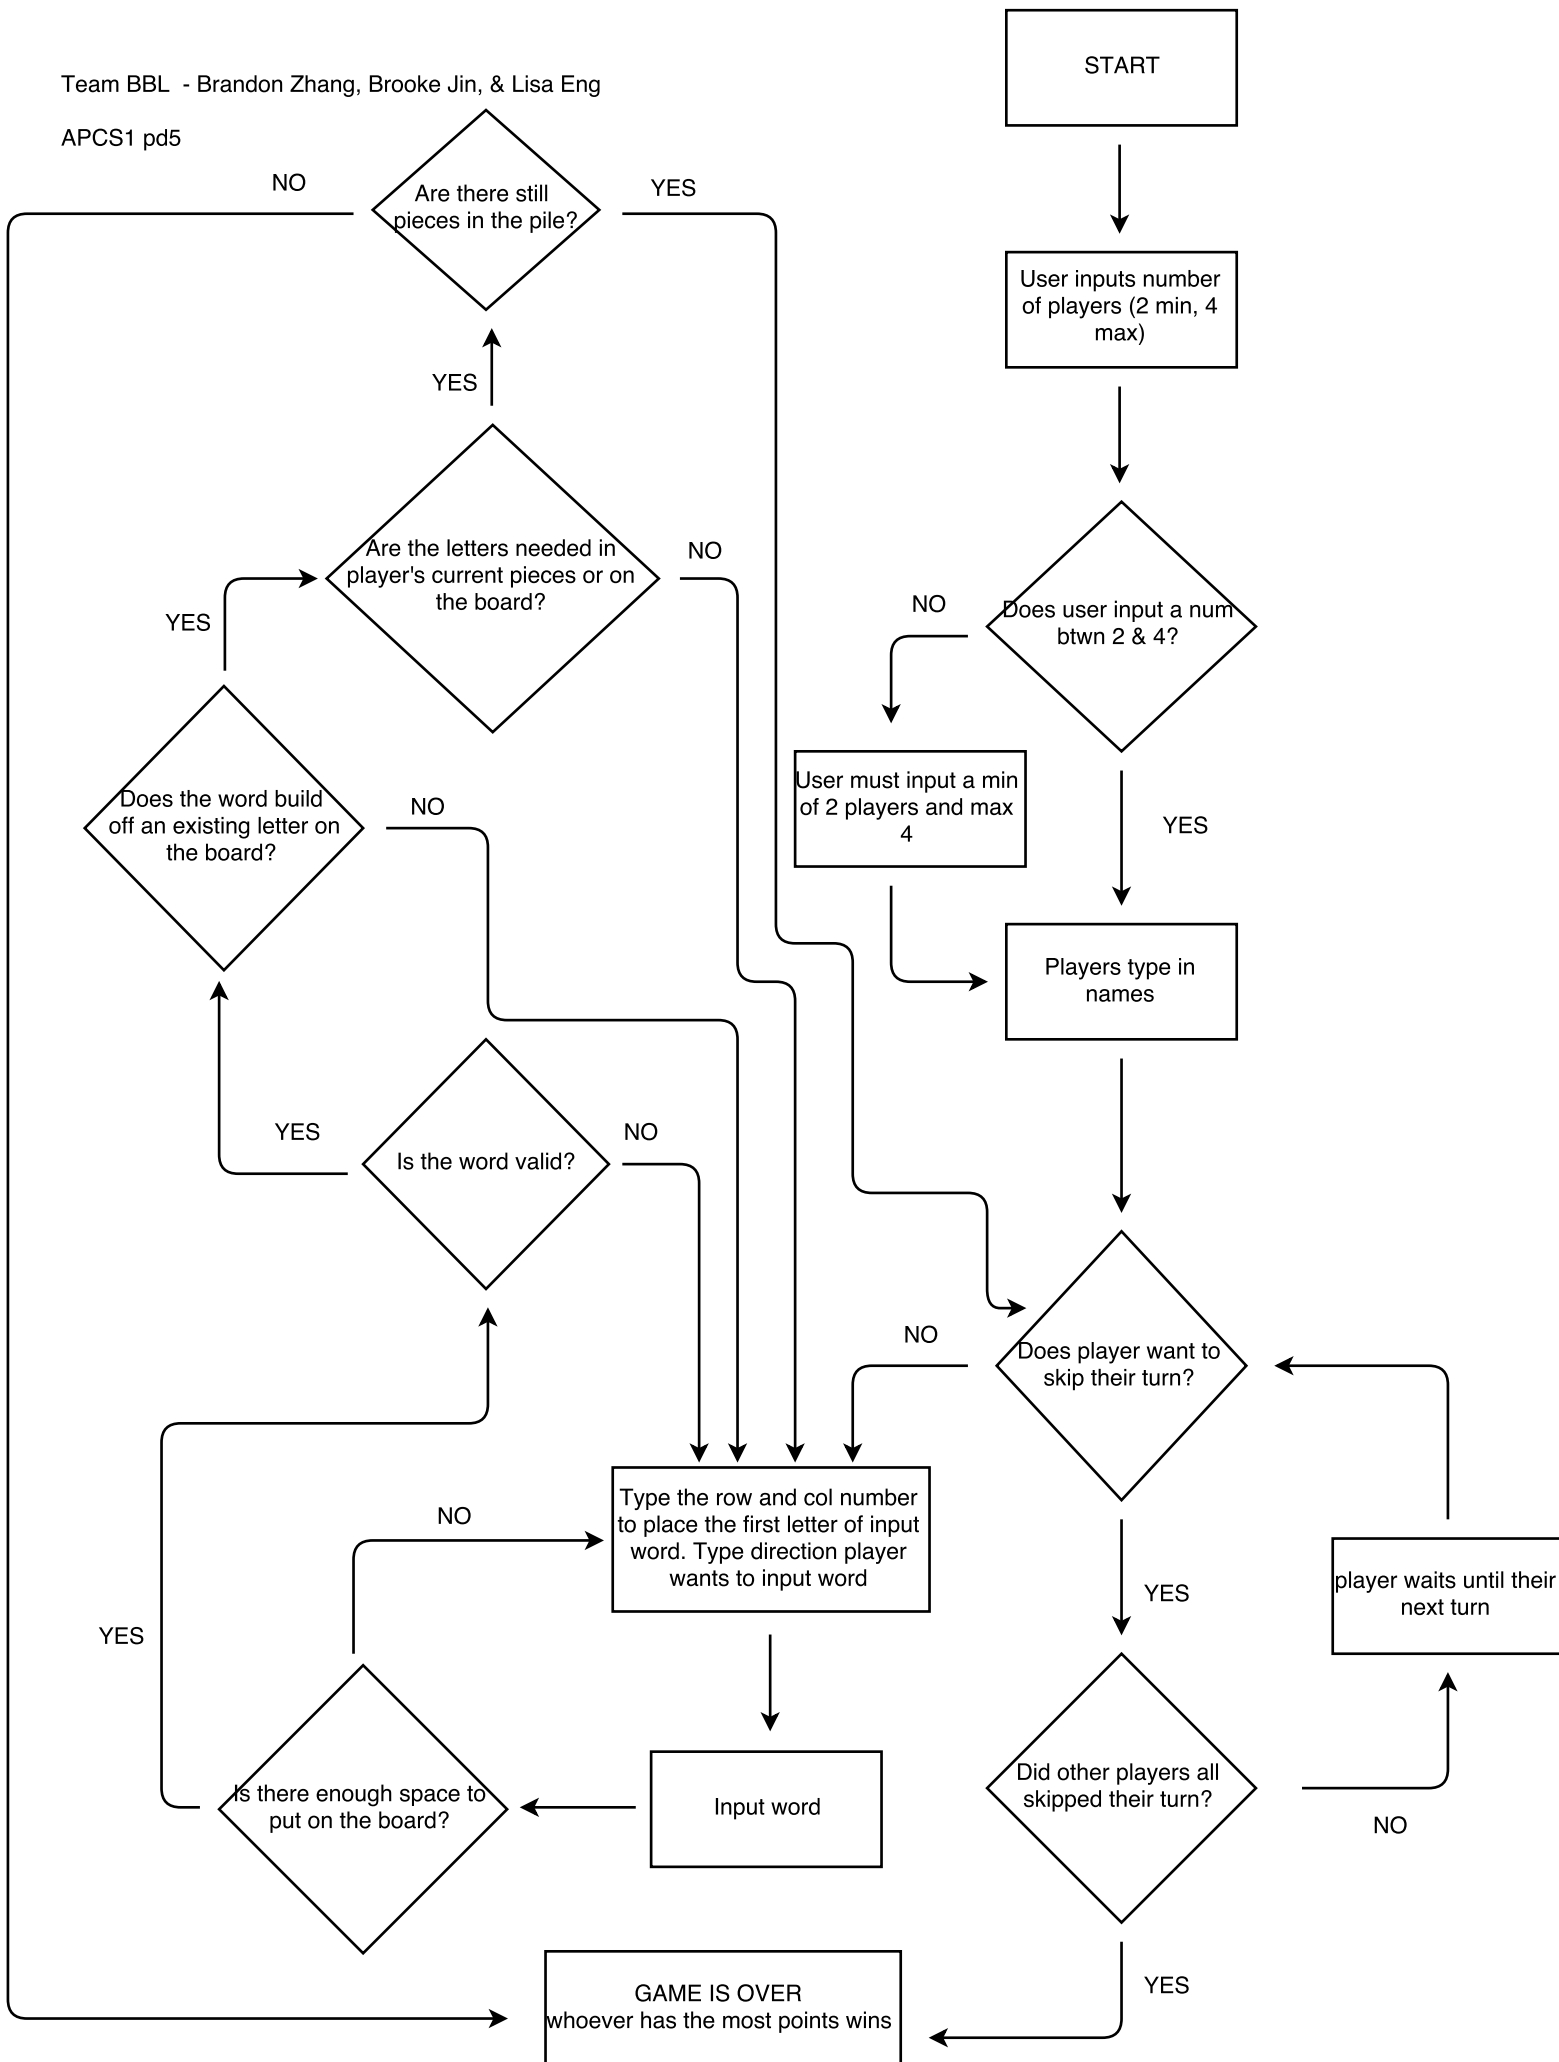 Team BBL  - Brandon Zhang, Brooke Jin, & Lisa Eng
APCS1 pd5
START
User inputs number
of players (2 min, 4
max)
Does user input a num
btwn 2 & 4?
NO
User must input a min
of 2 players and max
4
YES
Players type in
names
Does player want to
skip their turn?
NO
YES
Did other players all
skipped their turn?
NO
player waits until their
next turn
YES
Type the row and col number
to place the first letter of input
word. Type direction player
wants to input word
Input word
Is there enough space to
put on the board?
NO
YES
Is the word valid?
NO
YES
Does the word build
off an existing letter on
the board?
NO
YES
Are the letters needed in
player's current pieces or on
the board?
NO
YES
Are there still
pieces in the pile?
YES
NO
GAME IS OVER
whoever has the most points wins